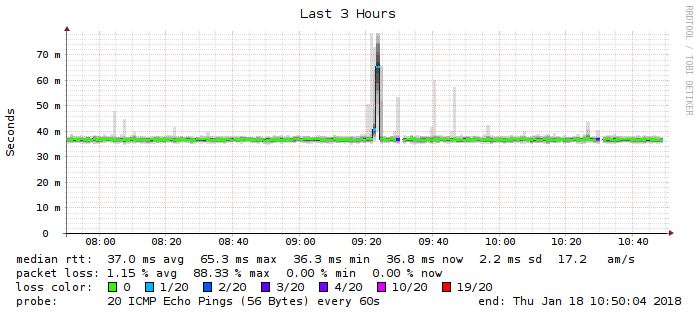 Last 3 Hours
RRDTOOL / TOBI OETIKER
Seconds
70 m
60 m
50 m
40 m
30 m
20 m
10 m
0
08:00 08:20 08:40 09:00 09:20 09:40 10:00 10:20 10:40
median rtt: 37.0 ms avg 65.3 ms max 36.3 ms min 36.8 ms now 2.2 ms sd 17.2 am/s
packet loss: 1.15 % avg 88.33 % max 0.00 % min 0.00 % now
loss color: 0 1/20 2/20 3/20 4/20 10/20 19/20
probe: 20 ICMP Echo Pings (56 Bytes) every 60s end: Thu Jan 18 10:50:04 2018